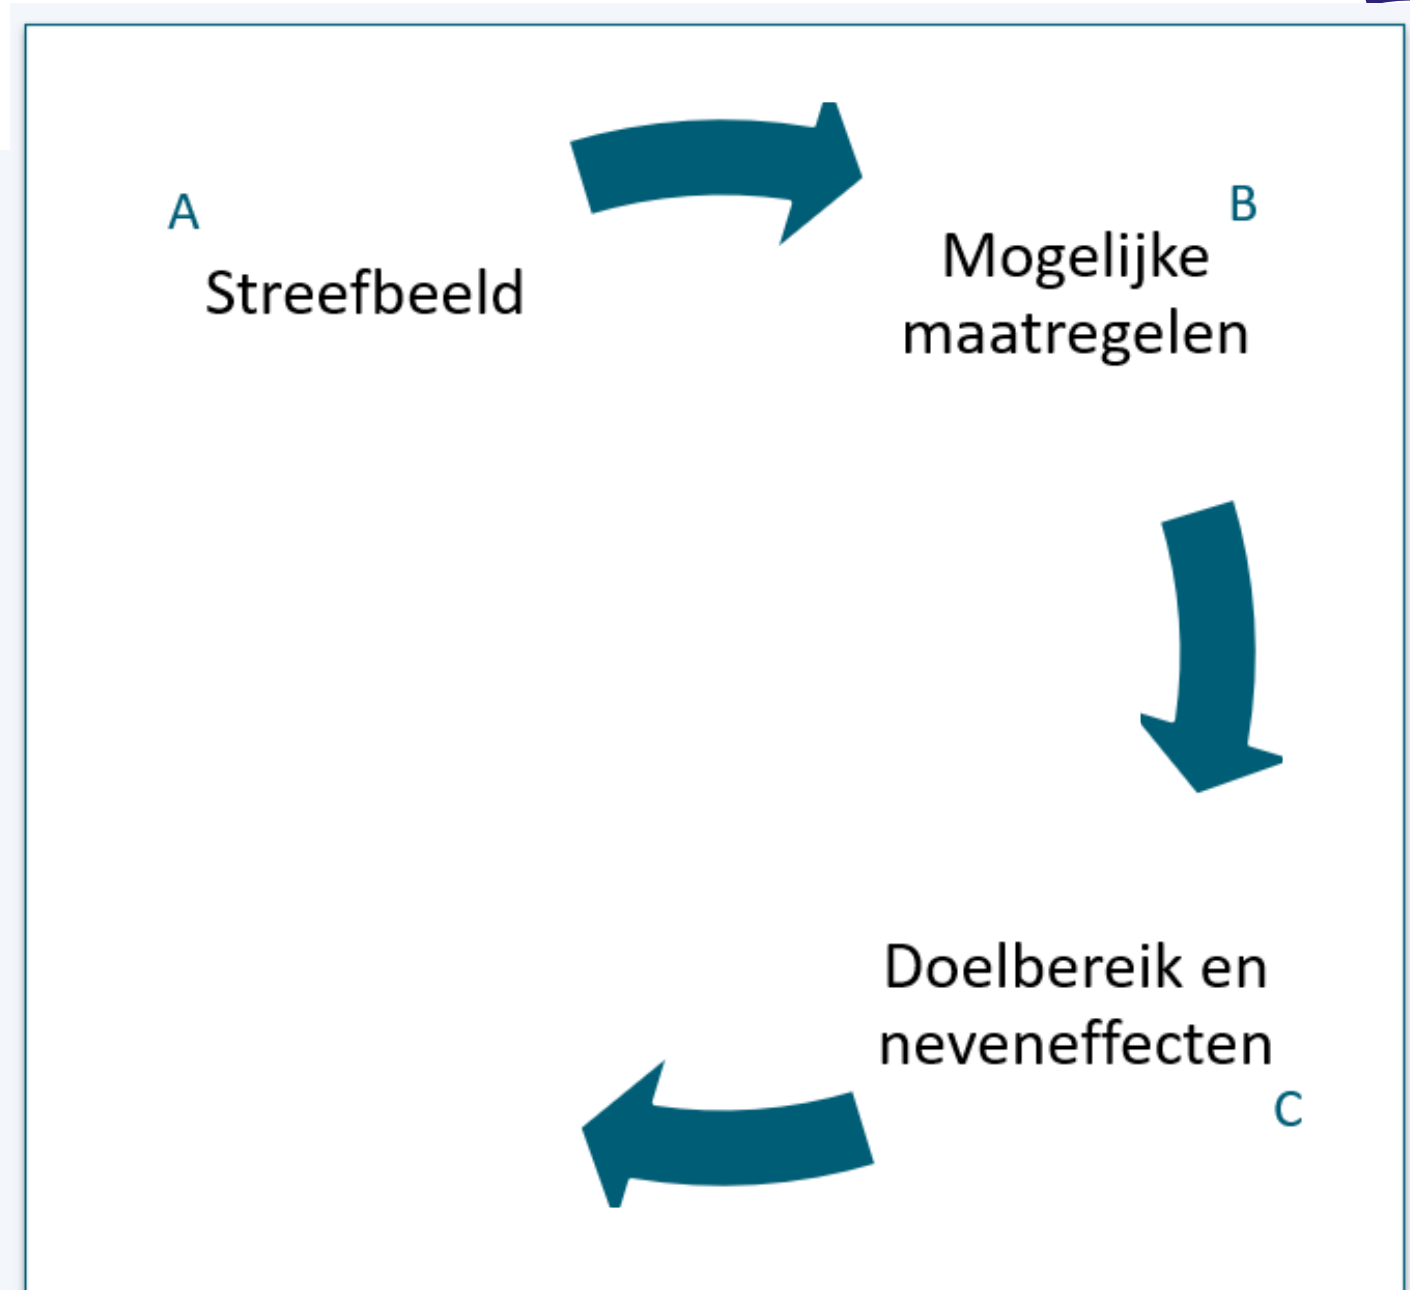 A
Streefbeeld
B
Mogelijke
maatregelen
Doelbereik en
neveneffecten
C